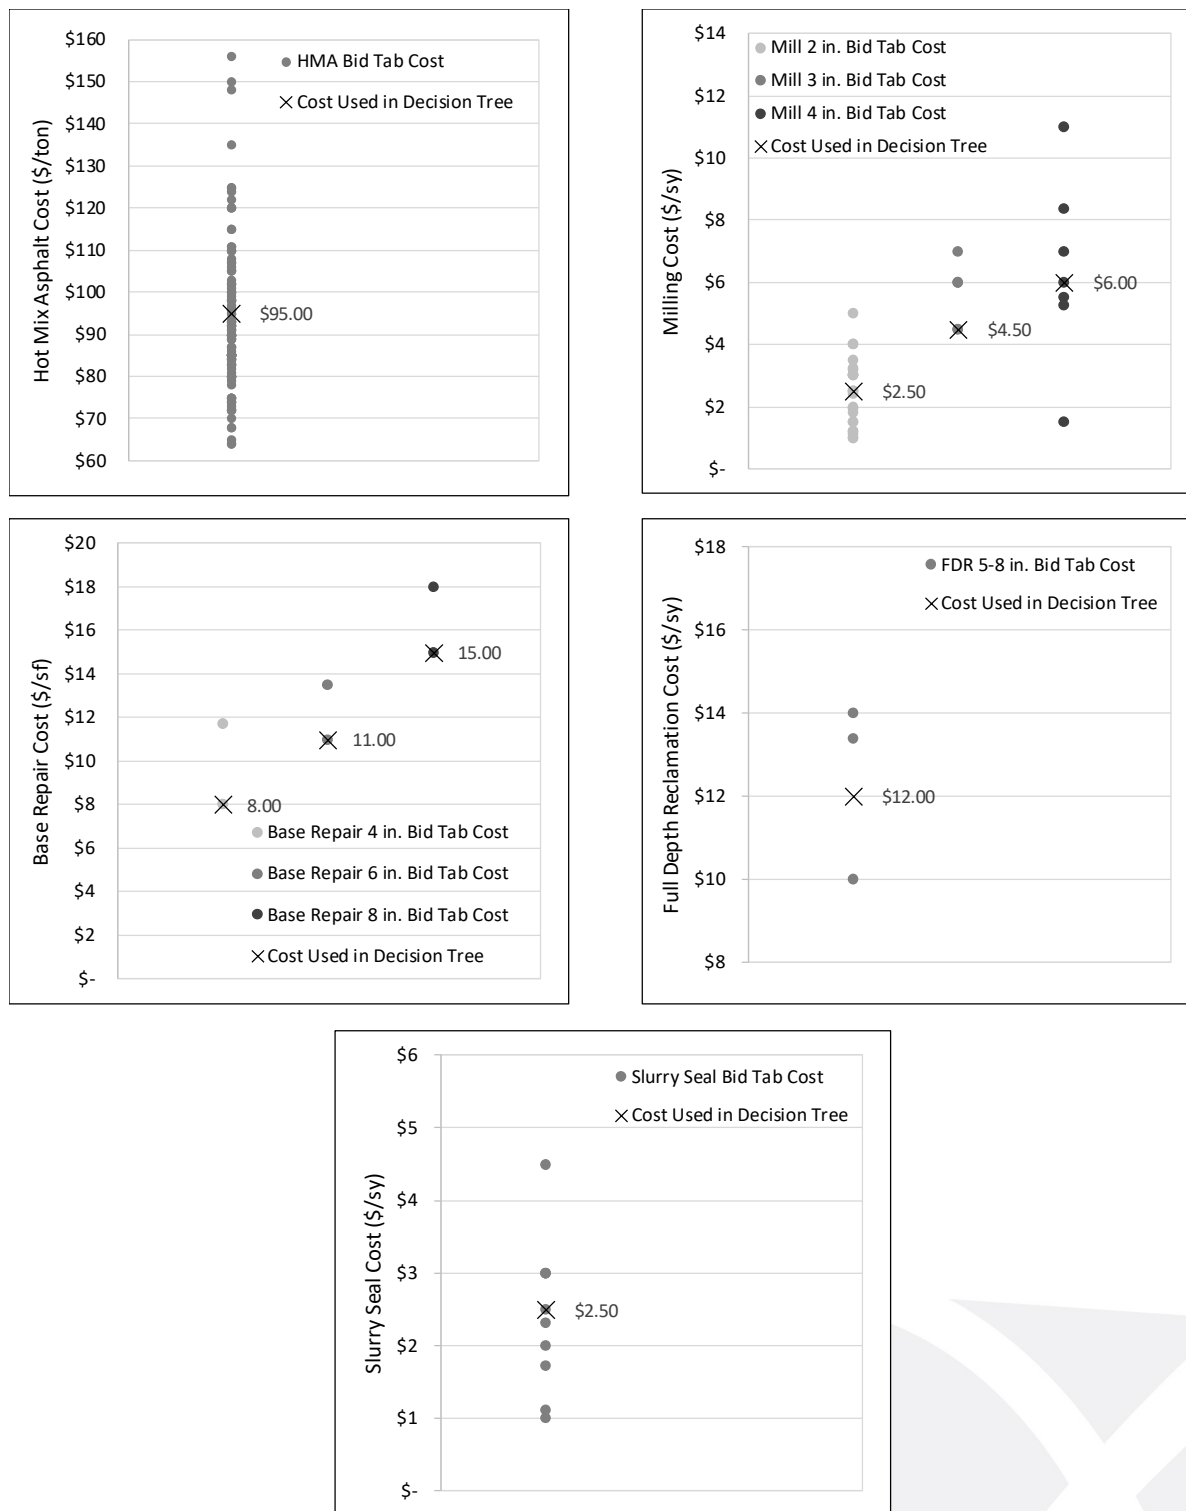 Hot Mix Asphalt Cost ($/ton)
$160
$150
$140
$130
$120
$110
$100
$90
$80
$70
$60
HMA Bid Tab Cost
Cost Used in Decision Tree
$95.00
Milling Cost ($/sy)
$14
$12
$10
$8
$6
$4
$2
$-
Mill 2 in. Bid Tab Cost
Mill 3 in. Bid Tab Cost
Mill 4 in. Bid Tab Cost
Cost Used in Decision Tree
$2.50
$4.50
$6.00
Base Repair Cost ($/sf)
$20
$18
$16
$14
$12
$10
$8
$6
$4
$2
$-
15.00
11.00
8.00
Base Repair 4 in. Bid Tab Cost
Base Repair 6 in. Bid Tab Cost
Base Repair 8 in. Bid Tab Cost
Cost Used in Decision Tree
Full Depth Reclamation Cost ($/sy)
$18
$16
$14
$12
$10
$8
FDR 5-8 in. Bid Tab Cost
Cost Used in Decision Tree
$12.00
Slurry Seal Cost ($/sy)
$6
$5
$4
$3
$2
$1
$-
Slurry Seal Bid Tab Cost
Cost Used in Decision Tree
$2.50